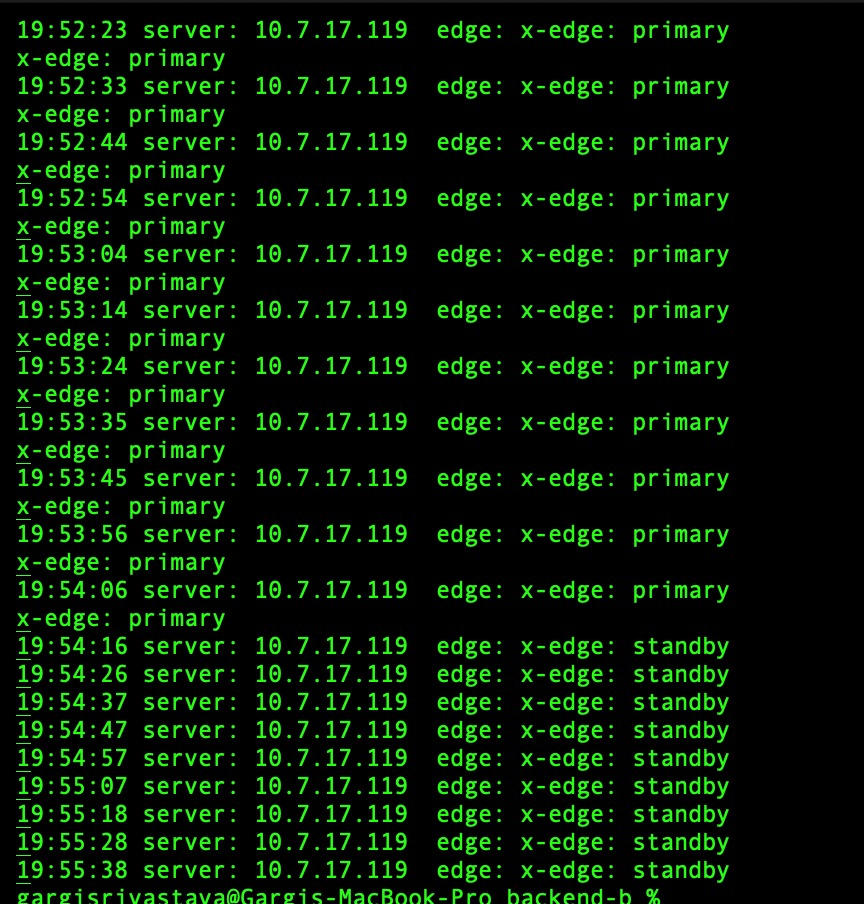 19:52:23 server: 10.7.17.119  edge: x-edge: primary
x-edge: primary
19:52:33 server: 10.7.17.119  edge: x-edge: primary
x-edge: primary
19:52:44 server: 10.7.17.119  edge: x-edge: primary
x-edge: primary
19:52:54 server: 10.7.17.119  edge: x-edge: primary
x-edge: primary
19:53:04 server: 10.7.17.119  edge: x-edge: primary
x-edge: primary
19:53:14 server: 10.7.17.119  edge: x-edge: primary
x-edge: primary
19:53:24 server: 10.7.17.119  edge: x-edge: primary
x-edge: primary
19:53:35 server: 10.7.17.119  edge: x-edge: primary
x-edge: primary
19:53:45 server: 10.7.17.119  edge: x-edge: primary
x-edge: primary
19:53:56 server: 10.7.17.119  edge: x-edge: primary
x-edge: primary
19:54:06 server: 10.7.17.119  edge: x-edge: primary
x-edge: primary
19:54:16 server: 10.7.17.119  edge: x-edge: standby
19:54:26 server: 10.7.17.119  edge: x-edge: standby
19:54:37 server: 10.7.17.119  edge: x-edge: standby
19:54:47 server: 10.7.17.119  edge: x-edge: standby
19:54:57 server: 10.7.17.119  edge: x-edge: standby
19:55:07 server: 10.7.17.119  edge: x-edge: standby
19:55:18 server: 10.7.17.119  edge: x-edge: standby
19:55:28 server: 10.7.17.119  edge: x-edge: standby
19:55:38 server: 10.7.17.119  edge: x-edge: standby
gargisrivastava@Gargis-MacBook-Pro backend-b %